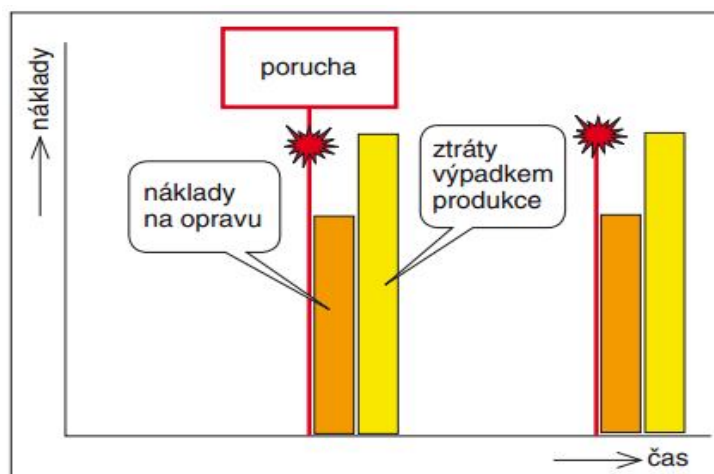 náklady
porucha
náklady
na opravu
ztráty
výpadkem
produkce
čas